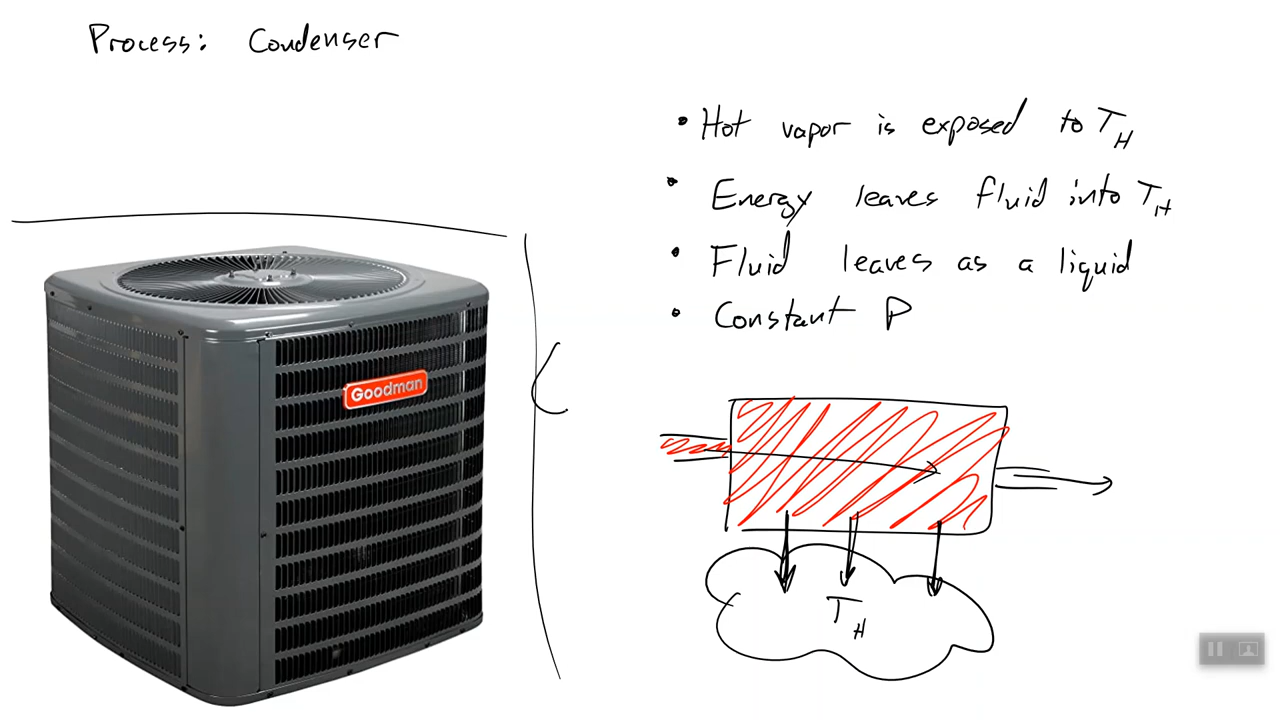 Process: Condenser
• Hot vapor is exposed to T_H
• Energy leaves fluid into T_H
• Fluid leaves as a liquid
• Constant P
Goodman
T_H